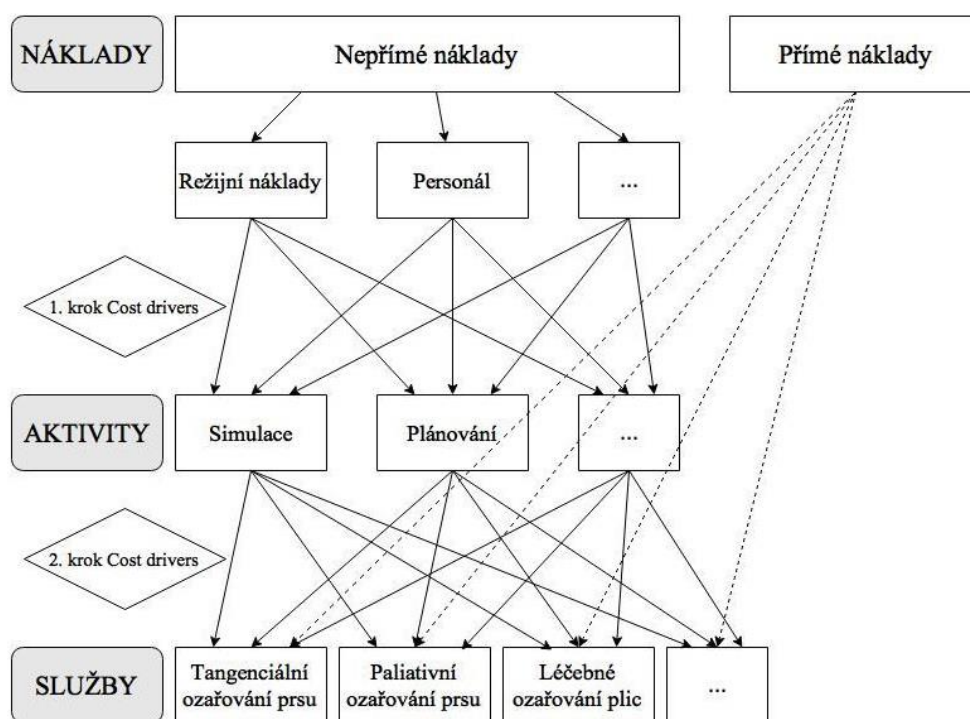 NÁKLADY
Nepřímé náklady
Přímé náklady
Režijní náklady
Personál
...
1. krok Cost drivers
AKTIVITY
Simulace
Plánování
...
2. krok Cost drivers
SLUŽBY
Tangenciální
ozařování prsu
Paliativní
ozařování prsu
Léčebné
ozařování plic
...